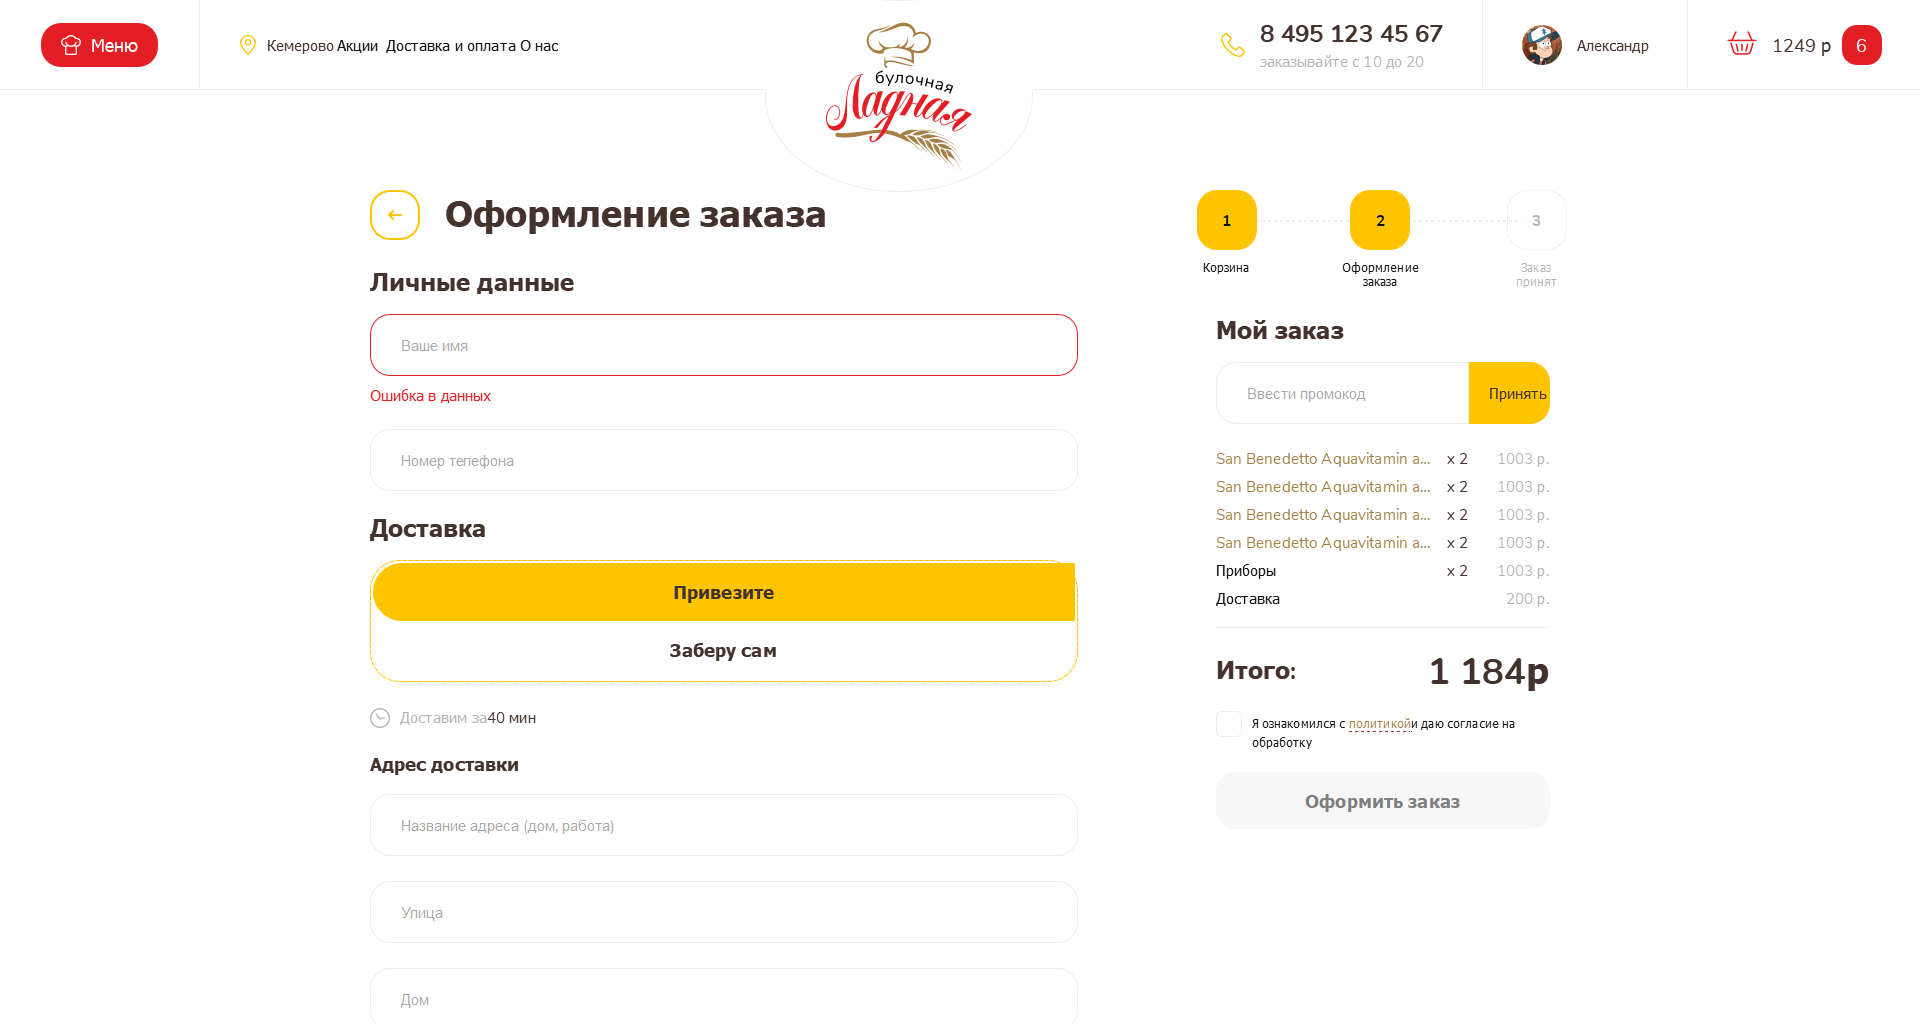 Меню
Кемерово Акции Доставка и оплата О нас
булочная
Ладная
8 495 123 45 67
заказывайте с 10 до 20
Александр
1249 р 6
Оформление заказа
Личные данные
Ваше имя
Ошибка в данных
Номер телефона
Доставка
Привезите
Заберу сам
Доставим за40 мин
Адрес доставки
Название адреса (дом, работа)
Улица
Дом
1 2 3
Корзина
Оформление
заказа
Заказ
принят
Мой заказ
Ввести промокод Принять
San Benedetto Aquavitamin a... x 2 1003 р.
San Benedetto Aquavitamin a... x 2 1003 р.
San Benedetto Aquavitamin a... x 2 1003 р.
San Benedetto Aquavitamin a... x 2 1003 р.
Приборы x 2 1003 р.
Доставка 200 р.
Итого: 1 184р
Я ознакомился с политикойи даю согласие на
обработку
Оформить заказ